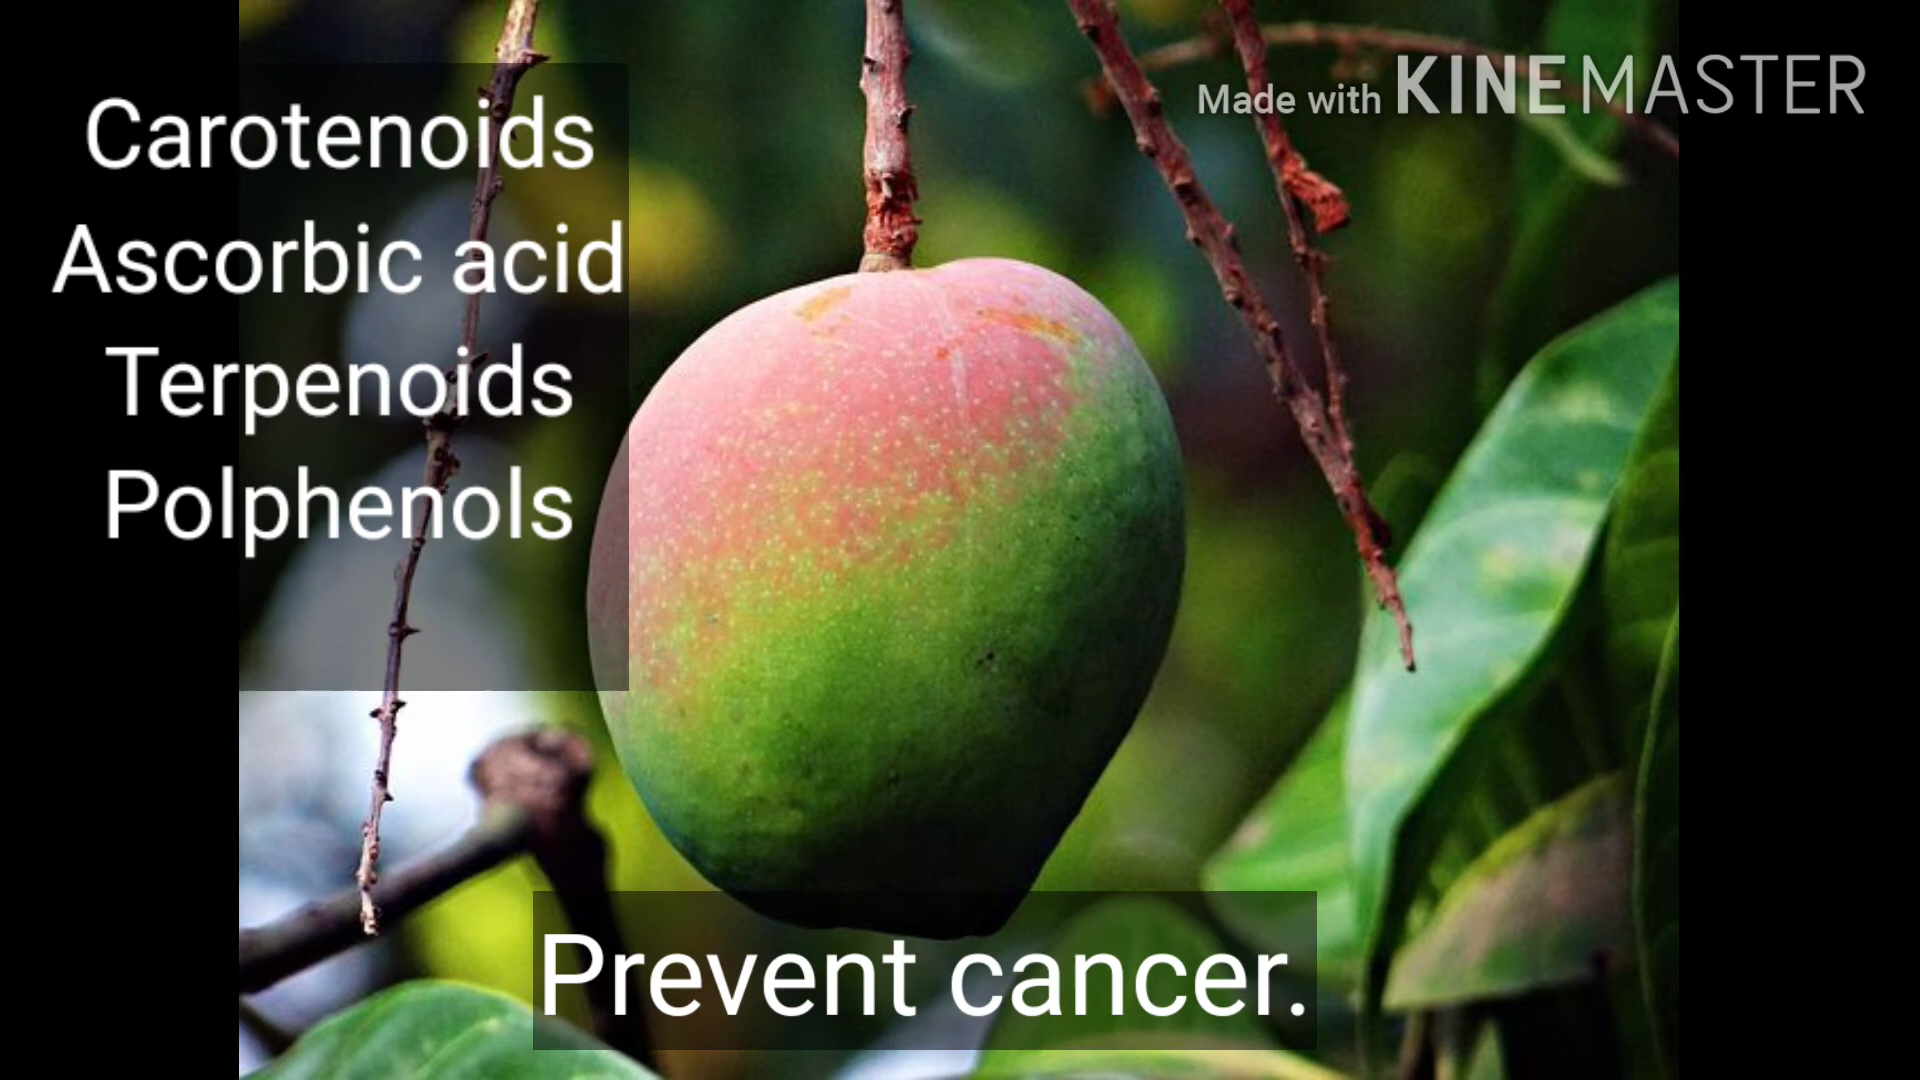 Made with KINEMASTER
Carotenoids
Ascorbic acid
Terpenoids
Polphenols
Prevent cancer.